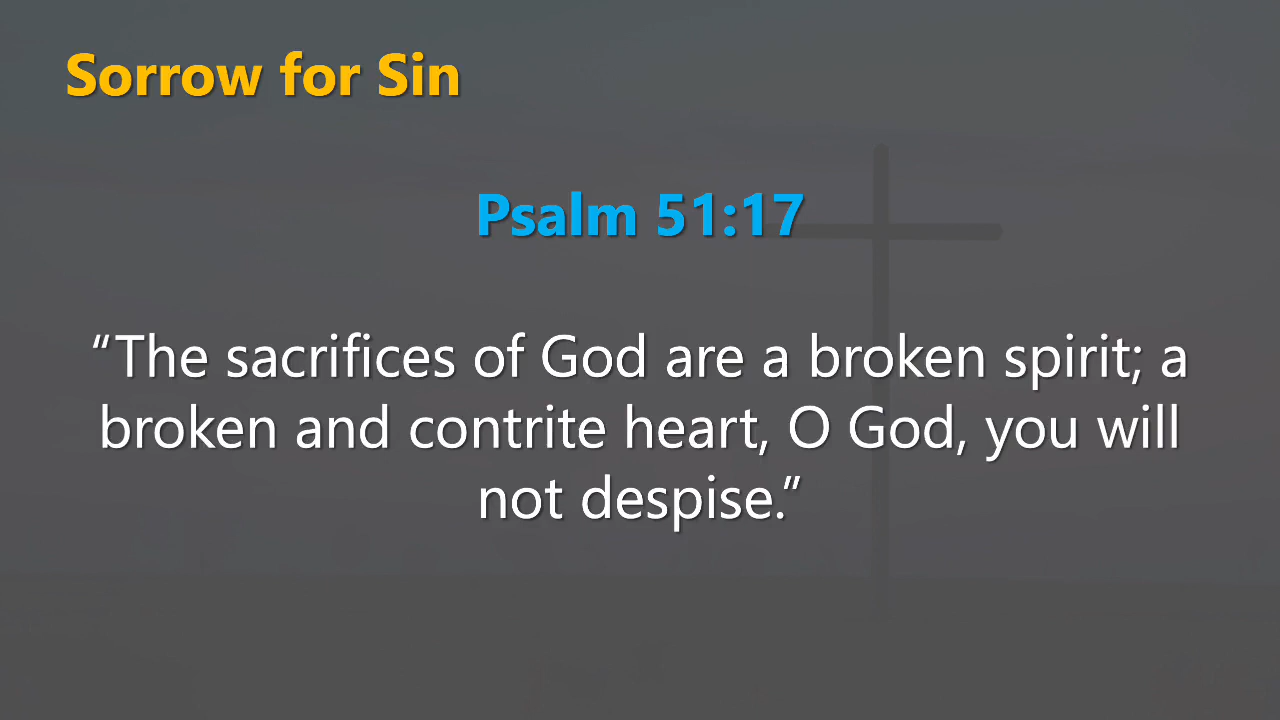 Sorrow for Sin
Psalm 51:17
“The sacrifices of God are a broken spirit; a
broken and contrite heart, O God, you will
not despise.”